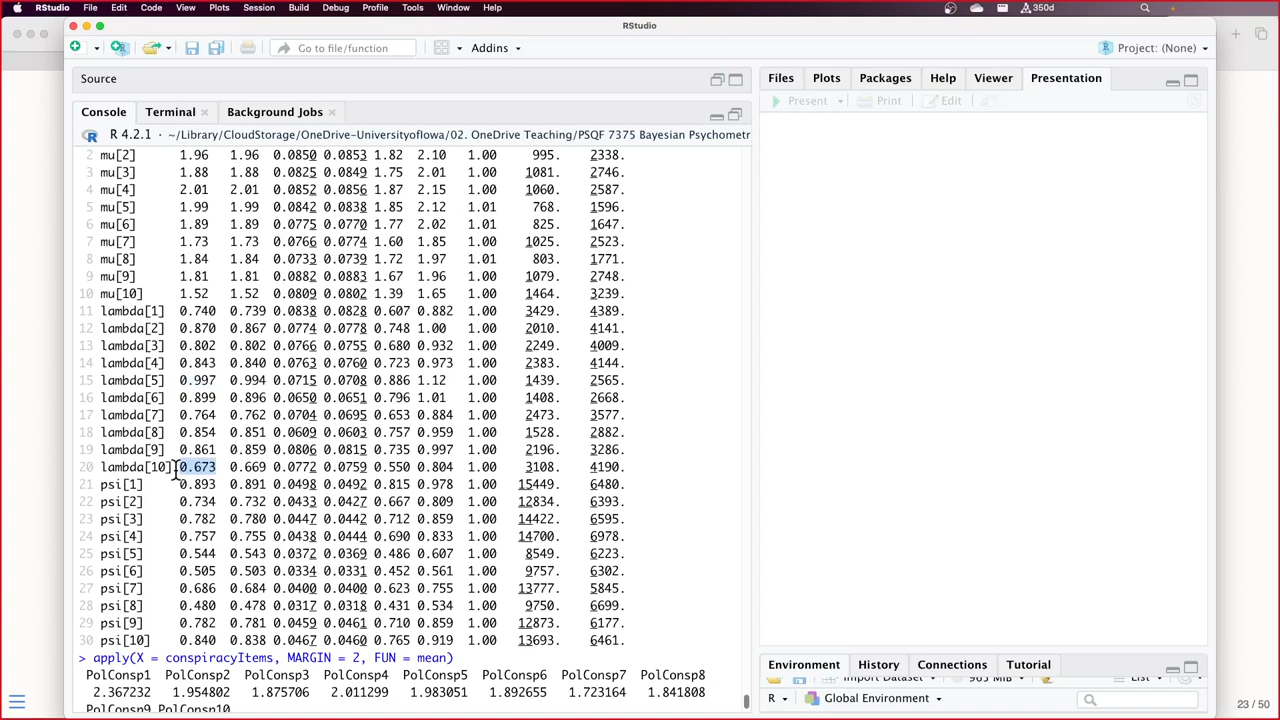 RStudio File Edit Code View Plots Session Build Debug Profile Tools Window Help 350d
RStudio
Go to file/function Addins Project: (None)
Source
Files Plots Packages Help Viewer Presentation
Present Print Edit
Console Terminal × Background Jobs ×
R 4.2.1 · ~/Library/CloudStorage/OneDrive-UniversityofIowa/02. OneDrive Teaching/PSQF 7375 Bayesian Psychometr
2 mu[2] 1.96 1.96 0.0850 0.0853 1.82 2.10 1.00 995. 2338.
3 mu[3] 1.88 1.88 0.0825 0.0849 1.75 2.01 1.00 1081. 2746.
4 mu[4] 2.01 2.01 0.0852 0.0856 1.87 2.15 1.00 1060. 2587.
5 mu[5] 1.99 1.99 0.0842 0.0838 1.85 2.12 1.01 768. 1596.
6 mu[6] 1.89 1.89 0.0775 0.0770 1.77 2.02 1.01 825. 1647.
7 mu[7] 1.73 1.73 0.0766 0.0774 1.60 1.85 1.00 1025. 2523.
8 mu[8] 1.84 1.84 0.0733 0.0739 1.72 1.97 1.01 803. 1771.
9 mu[9] 1.81 1.81 0.0882 0.0883 1.67 1.96 1.00 1079. 2748.
10 mu[10] 1.52 1.52 0.0809 0.0802 1.39 1.65 1.00 1464. 3239.
11 lambda[1] 0.740 0.739 0.0838 0.0828 0.607 0.882 1.00 3429. 4389.
12 lambda[2] 0.870 0.867 0.0774 0.0778 0.748 1.00 1.00 2010. 4141.
13 lambda[3] 0.802 0.802 0.0766 0.0755 0.680 0.932 1.00 2249. 4009.
14 lambda[4] 0.843 0.840 0.0763 0.0760 0.723 0.973 1.00 2383. 4144.
15 lambda[5] 0.997 0.994 0.0715 0.0708 0.886 1.12 1.00 1439. 2565.
16 lambda[6] 0.899 0.896 0.0650 0.0651 0.796 1.01 1.00 1408. 2668.
17 lambda[7] 0.764 0.762 0.0704 0.0695 0.653 0.884 1.00 2473. 3577.
18 lambda[8] 0.854 0.851 0.0609 0.0603 0.757 0.959 1.00 1528. 2882.
19 lambda[9] 0.861 0.859 0.0806 0.0815 0.735 0.997 1.00 2196. 3286.
20 lambda[10] 0.673 0.669 0.0772 0.0759 0.550 0.804 1.00 3108. 4190.
21 psi[1] 0.893 0.891 0.0498 0.0492 0.815 0.978 1.00 15449. 6480.
22 psi[2] 0.734 0.732 0.0433 0.0427 0.667 0.809 1.00 12834. 6393.
23 psi[3] 0.782 0.780 0.0447 0.0442 0.712 0.859 1.00 14422. 6595.
24 psi[4] 0.757 0.755 0.0438 0.0444 0.690 0.833 1.00 14700. 6978.
25 psi[5] 0.544 0.543 0.0372 0.0369 0.486 0.607 1.00 8549. 6223.
26 psi[6] 0.505 0.503 0.0334 0.0331 0.452 0.561 1.00 9757. 6302.
27 psi[7] 0.686 0.684 0.0400 0.0400 0.623 0.755 1.00 13777. 5845.
28 psi[8] 0.480 0.478 0.0317 0.0318 0.431 0.534 1.00 9750. 6699.
29 psi[9] 0.782 0.781 0.0459 0.0461 0.710 0.859 1.00 12873. 6177.
30 psi[10] 0.840 0.838 0.0467 0.0460 0.765 0.919 1.00 13693. 6461.
> apply(X = conspiracyItems, MARGIN = 2, FUN = mean)
PolConsp1 PolConsp2 PolConsp3 PolConsp4 PolConsp5 PolConsp6 PolConsp7 PolConsp8
2.367232 1.954802 1.875706 2.011299 1.983051 1.892655 1.723164 1.841808
PolConsp9 PolConsp10
Environment History Connections Tutorial
Import Dataset 963 MiB List
R Global Environment
23 / 50